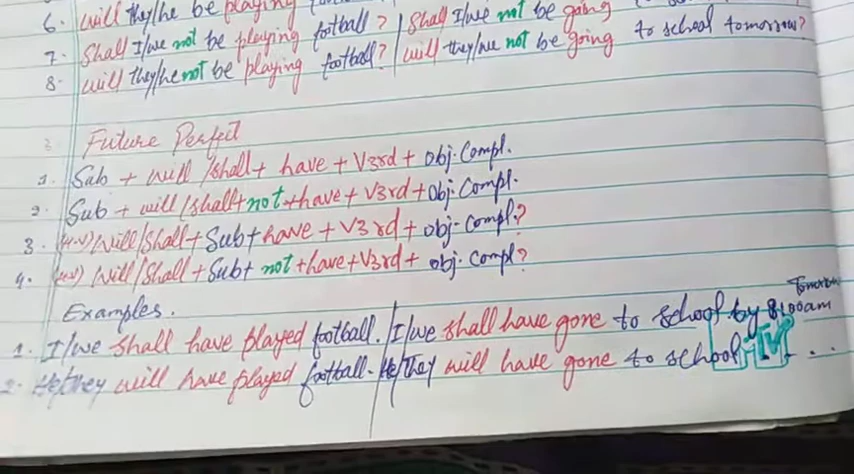 6. Will they/he be playing
7. Shall I/we not be playing football? / Shall I/we not be going
8. will they/he not be playing football? / will they/we not be going to school tomorrow?
3. Future Perfect
1. Sub + will /shall + have + V3rd + obj. Compl.
2. Sub + will /shall + not + have + V3rd + Obj. Compl.
3. (H.V) Will/Shall + Sub + have + V3rd + obj. Compl?
4. (H.V) Will /Shall + Sub + not + have + V3rd + obj. Compl?
Examples.
1. I/we shall have played football. / I/we shall have gone to school by 8:00am Tomorrow
2. He/they will have played football. / He/They will have gone to school . . .